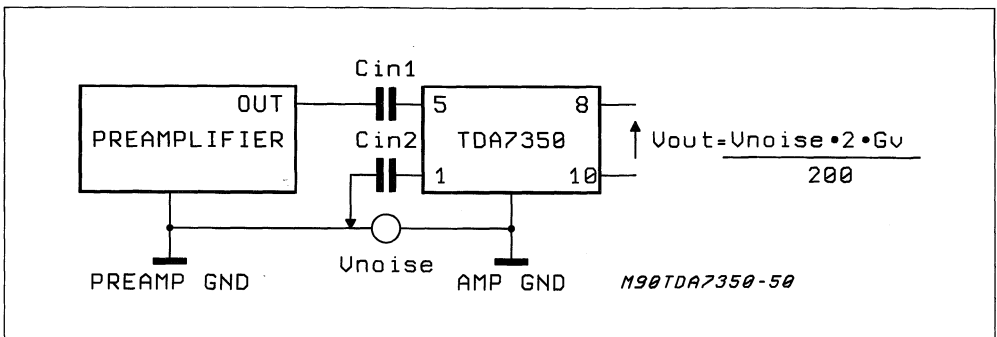 Cin1
OUT
5
8
PREAMPLIFIER
Cin2
TDA7350
Vout=Vnoise•2•Gv
200
1
10
Vnoise
PREAMP GND
AMP GND
M90TDA7350-50